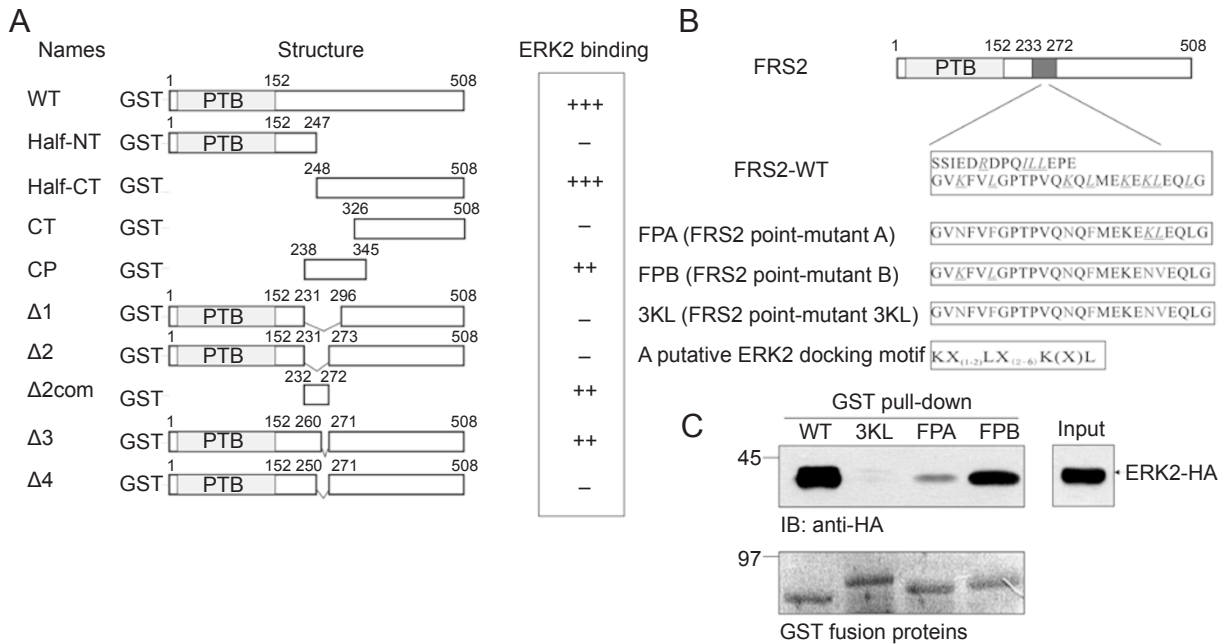 A
Names Structure ERK2 binding
1 152 508
WT GST PTB +++
1 152 247
Half-NT GST PTB –
248 508
Half-CT GST +++
326 508
CT GST –
238 345
CP GST ++
1 152 231 296 508
Δ1 GST PTB –
1 152 231 273 508
Δ2 GST PTB –
232 272
Δ2com GST ++
1 152 260 271 508
Δ3 GST PTB ++
1 152 250 271 508
Δ4 GST PTB –
B
1 152 233 272 508
FRS2 PTB
FRS2-WT
SSIEDRDPQILLEPE
GVKFVLGPTPVQKQLMEKEKLEQLG
FPA (FRS2 point-mutant A) GVNFVFGPTPVQNQFMEKEKLEQLG
FPB (FRS2 point-mutant B) GVKFVLGPTPVQNQFMEKENVEQLG
3KL (FRS2 point-mutant 3KL) GVNFVFGPTPVQNQFMEKENVEQLG
A putative ERK2 docking motif KX(1-2)LX(2-6)K(X)L
C
GST pull-down
WT 3KL FPA FPB Input
45
ERK2-HA
IB: anti-HA
97
GST fusion proteins